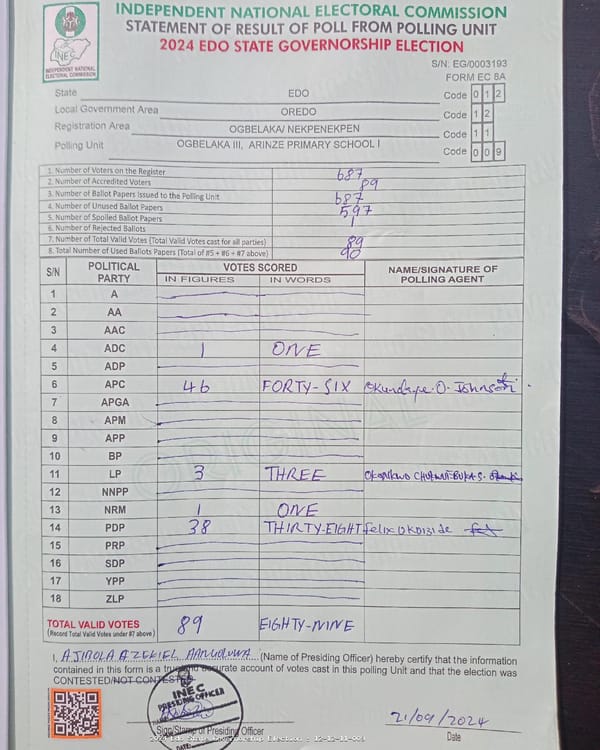 INDEPENDENT NATIONAL ELECTORAL COMMISSION
STATEMENT OF RESULT OF POLL FROM POLLING UNIT
2024 EDO STATE GOVERNORSHIP ELECTION
INEC
INDEPENDENT NATIONAL ELECTORAL COMMISSION
S/N: EG/0003193
FORM EC 8A
State EDO Code 0 1 2
Local Government Area OREDO Code 1 2
Registration Area OGBELAKA/ NEKPENEKPEN Code 1 1
Polling Unit OGBELAKA III, ARINZE PRIMARY SCHOOL I Code 0 0 9
1. Number of Voters on the Register 687
2. Number of Accredited Voters 89
3. Number of Ballot Papers Issued to the Polling Unit 687
4. Number of Unused Ballot Papers 597
5. Number of Spoiled Ballot Papers 1
6. Number of Rejected Ballots
7. Number of Total Valid Votes (Total Valid Votes cast for all parties) 89
8. Total Number of Used Ballots Papers (Total of #5 + #6 + #7 above) 90
S/N POLITICAL PARTY VOTES SCORED NAME/SIGNATURE OF POLLING AGENT
IN FIGURES IN WORDS
1 A
2 AA
3 AAC
4 ADC 1 ONE
5 ADP
6 APC 46 FORTY-SIX O. Johnson
7 APGA
8 APM
9 APP
10 BP
11 LP 3 THREE
12 NNPP
13 NRM 1 ONE
14 PDP 38 THIRTY-EIGHT Felix
15 PRP
16 SDP
17 YPP
18 ZLP
TOTAL VALID VOTES 89 EIGHTY-NINE
(Record Total Valid Votes under #7 above)
ORIGINAL
I, AJIBOLA EZEKIEL (Name of Presiding Officer) hereby certify that the information
contained in this form is a true and accurate account of votes cast in this polling Unit and that the election was
CONTESTED/NOT CONTESTED
INEC
PRESIDING OFFICER
DATE:
Sign/Stamp of Presiding Officer
21/09/2024
Date